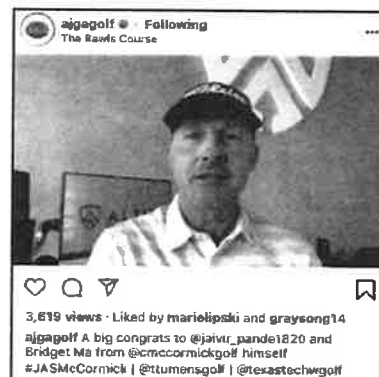 ajgagolf · Following
The Rawls Course
3,619 views · Liked by mariolipski and graysong14
ajgagolf A big congrats to @jaivir_pande1820 and
Bridget Ma from @cmccormickgolf himself
#JASMcCormick | @ttumensgolf | @texastechwgolf